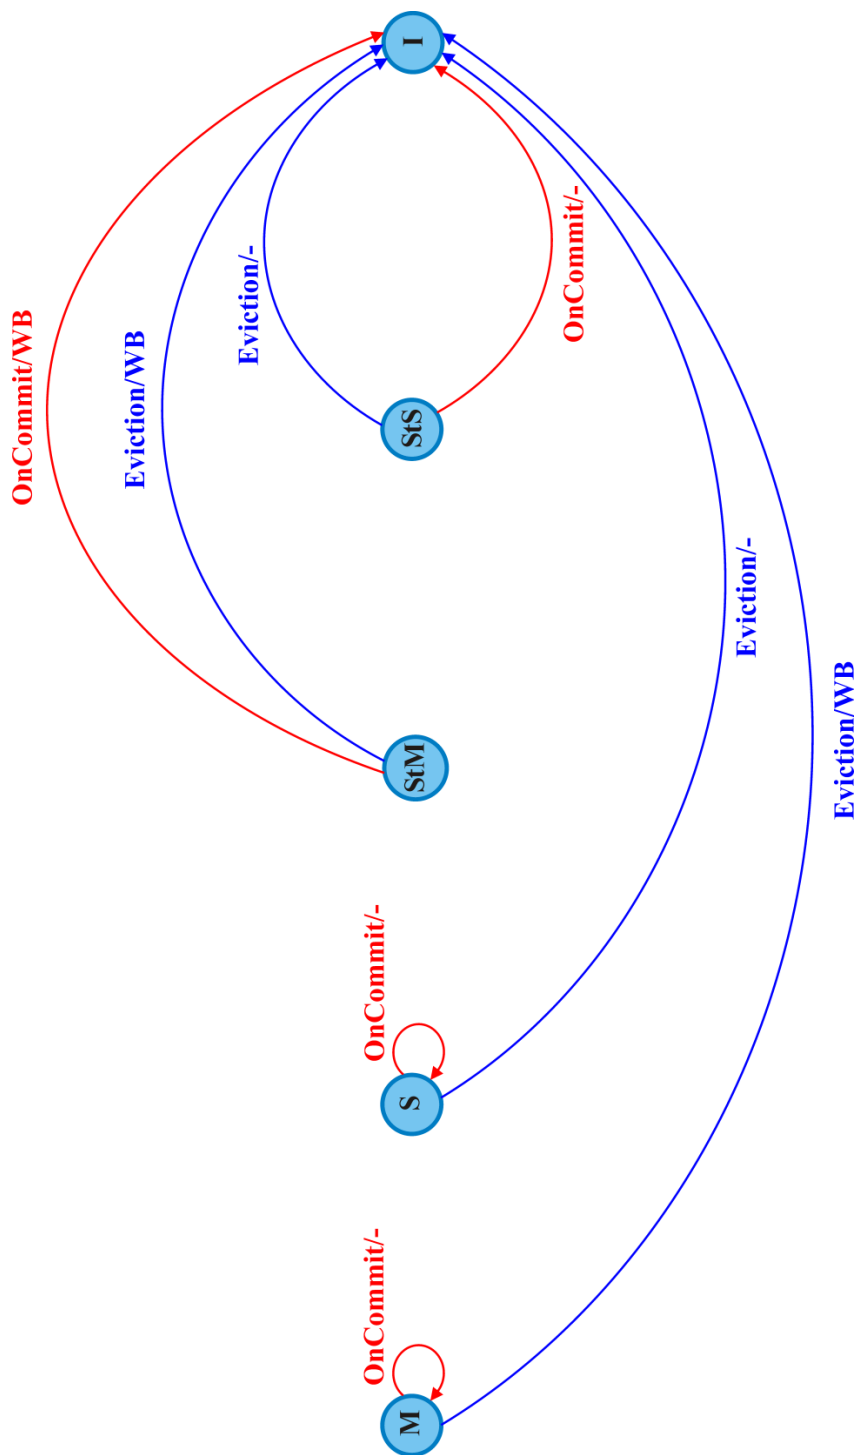 OnCommit/WB
Eviction/WB
Eviction/-
M
OnCommit/-
S
OnCommit/-
StM
StS
I
OnCommit/-
Eviction/-
Eviction/WB